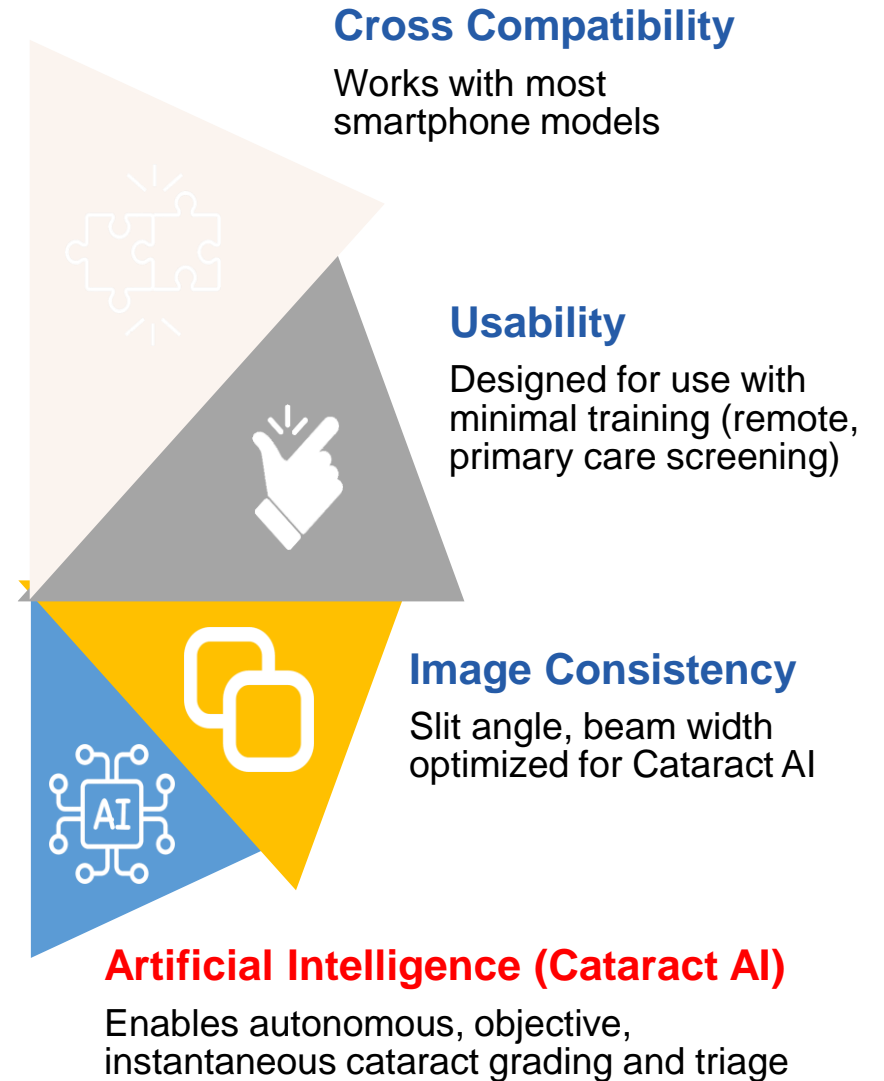 Cross Compatibility
Works with most
smartphone models
Usability
Designed for use with
minimal training (remote,
primary care screening)
Image Consistency
Slit angle, beam width
optimized for Cataract AI
AI
Artificial Intelligence (Cataract AI)
Enables autonomous, objective,
instantaneous cataract grading and triage